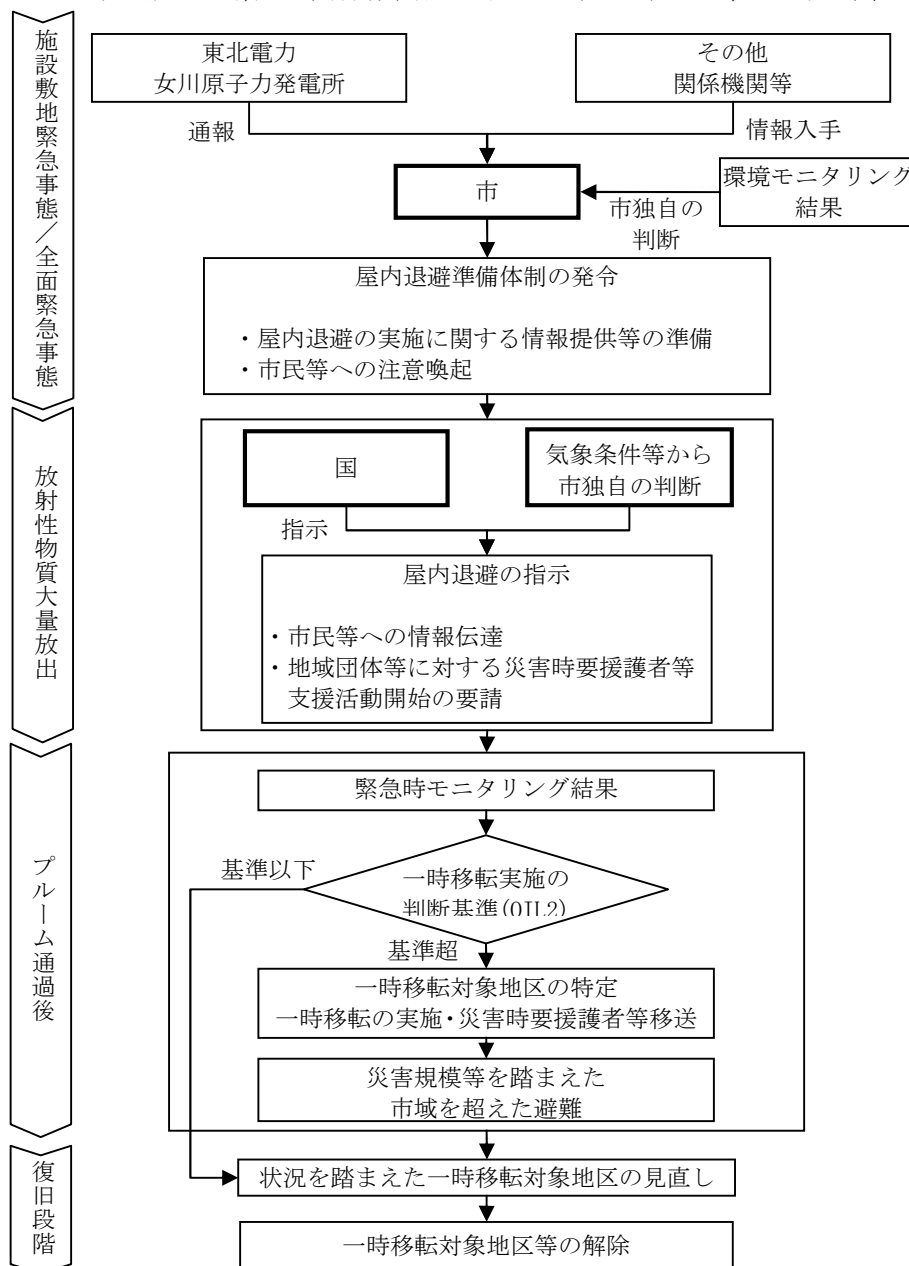 施設敷地緊急事態／全面緊急事態
東北電力
女川原子力発電所
その他
関係機関等
通報
情報入手
市
環境モニタリング
結果
市独自の
判断
屋内退避準備体制の発令
・屋内退避の実施に関する情報提供等の準備
・市民等への注意喚起
放射性物質大量放出
国
気象条件等から
市独自の判断
指示
屋内退避の指示
・市民等への情報伝達
・地域団体等に対する災害時要援護者等
支援活動開始の要請
プルーム通過後
緊急時モニタリング結果
基準以下
一時移転実施の
判断基準(OIL2)
基準超
一時移転対象地区の特定
一時移転の実施・災害時要援護者等移送
災害規模等を踏まえた
市域を超えた避難
復旧段階
状況を踏まえた一時移転対象地区の見直し
一時移転対象地区等の解除